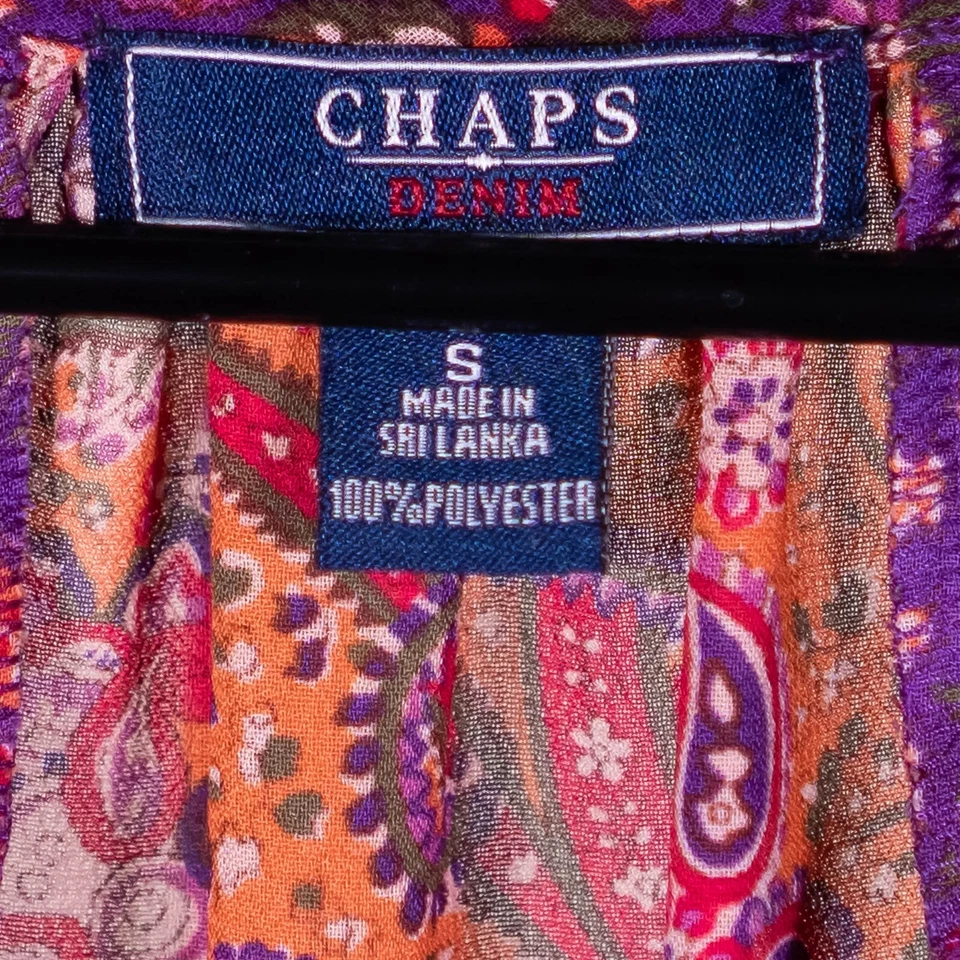 CHAPS
DENIM
S
MADE IN
SRI LANKA
100% POLYESTER